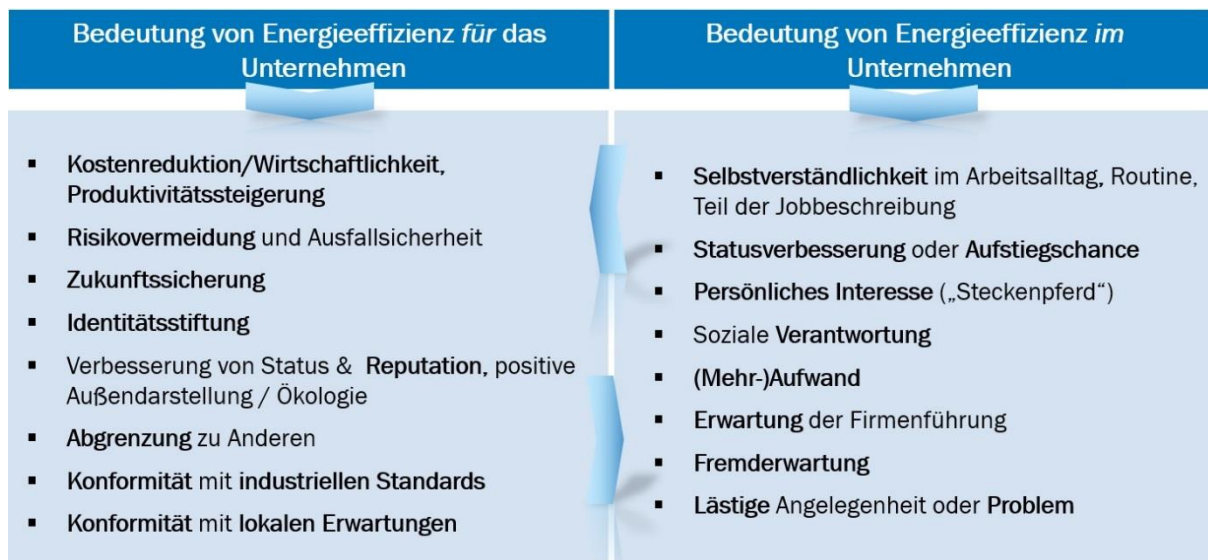 Bedeutung von Energieeffizienz für das
Unternehmen
Bedeutung von Energieeffizienz im
Unternehmen
▪ Kostenreduktion/Wirtschaftlichkeit,
Produktivitätssteigerung
▪ Risikovermeidung und Ausfallsicherheit
▪ Zukunftssicherung
▪ Identitätsstiftung
▪ Verbesserung von Status & Reputation, positive
Außendarstellung / Ökologie
▪ Abgrenzung zu Anderen
▪ Konformität mit industriellen Standards
▪ Konformität mit lokalen Erwartungen
▪ Selbstverständlichkeit im Arbeitsalltag, Routine,
Teil der Jobbeschreibung
▪ Statusverbesserung oder Aufstiegschance
▪ Persönliches Interesse („Steckenpferd“)
▪ Soziale Verantwortung
▪ (Mehr-)Aufwand
▪ Erwartung der Firmenführung
▪ Fremderwartung
▪ Lästige Angelegenheit oder Problem